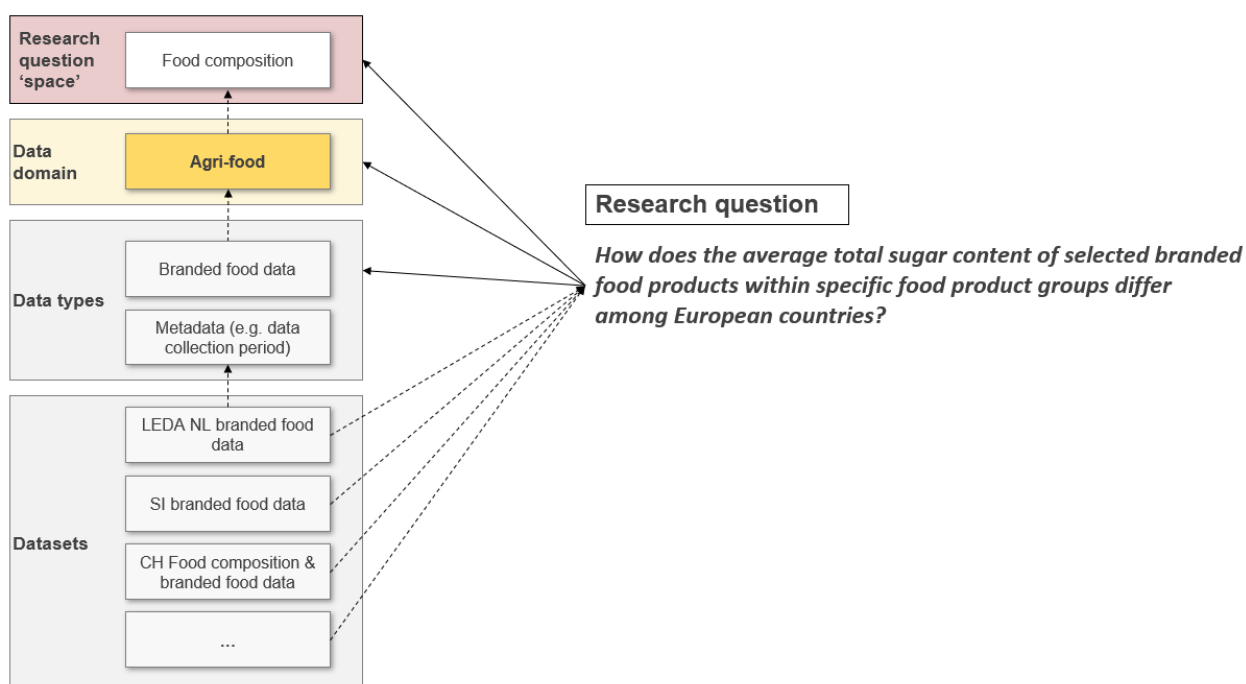 Research
question
‘space’
Food composition
Data
domain
Agri-food
Data types
Branded food data
Metadata (e.g. data
collection period)
Datasets
LEDA NL branded food
data
SI branded food data
CH Food composition &
branded food data
...
Research question
How does the average total sugar content of selected branded
food products within specific food product groups differ
among European countries?